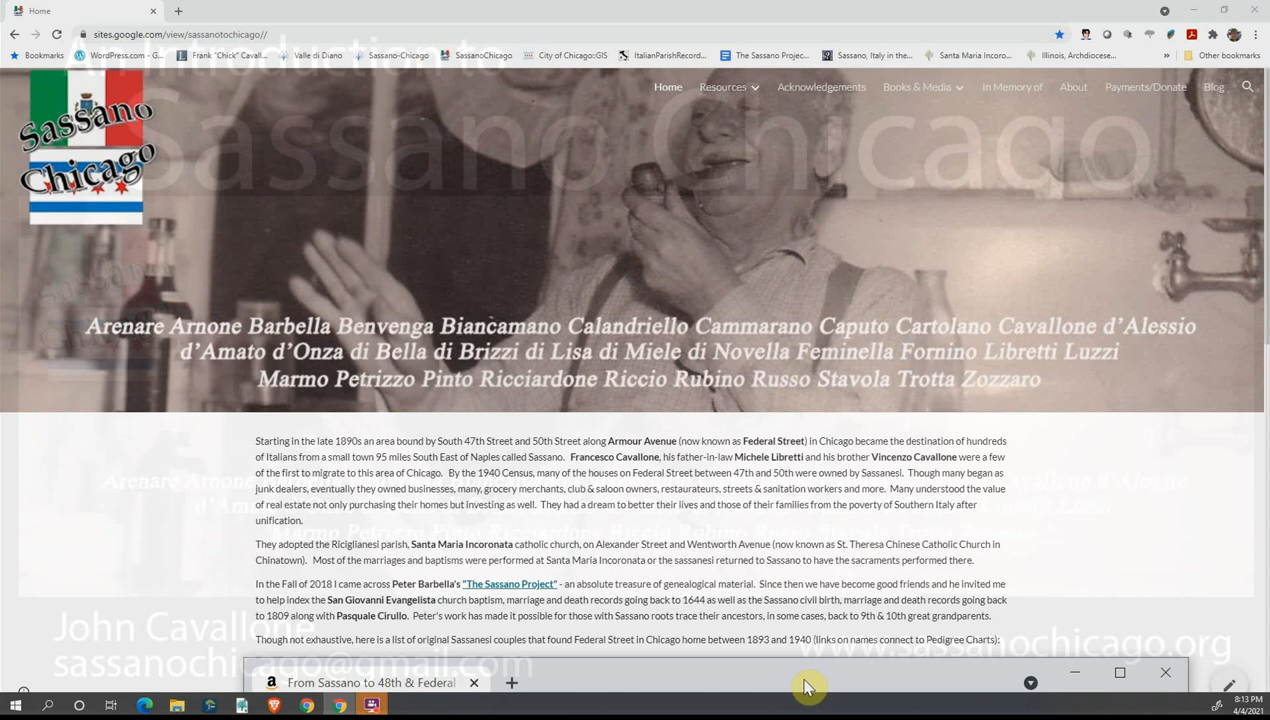 Home
sites.google.com/view/sassanotochicago//
Bookmarks WordPress.com - G... Frank "Chick" Cavall... Valle di Diano Sassano-Chicago SassanoChicago City of Chicago:GIS ItalianParishRecord... The Sassano Projec... Sassano, Italy in the... Santa Maria Incoro... Illinois, Archdiocese... » Other bookmarks
An Introduction to
Sassano Chicago
Home Resources Acknowledgements Books & Media In Memory of About Payments/Donate Blog
Sassano
Chicago
Arenare Arnone Barbella Benvenga Biancamano Calandriello Cammarano Caputo Cartolano Cavallone d'Alessio
d'Amato d'Onza di Bella di Brizzi di Lisa di Miele di Novella Feminella Fornino Libretti Luzzi
Marmo Petrizzo Pinto Ricciardone Riccio Rubino Russo Stavola Trotta Zozzaro
Starting in the late 1890s an area bound by South 47th Street and 50th Street along Armour Avenue (now known as Federal Street) in Chicago became the destination of hundreds
of Italians from a small town 95 miles South East of Naples called Sassano. Francesco Cavallone, his father-in-law Michele Libretti and his brother Vincenzo Cavallone were a few
of the first to migrate to this area of Chicago. By the 1940 Census, many of the houses on Federal Street between 47th and 50th were owned by Sassanesi. Though many began as
junk dealers, eventually they owned businesses, many, grocery merchants, club & saloon owners, restaurateurs, streets & sanitation workers and more. Many understood the value
of real estate not only purchasing their homes but investing as well. They had a dream to better their lives and those of their families from the poverty of Southern Italy after
unification.
They adopted the Riciglianesi parish, Santa Maria Incoronata catholic church, on Alexander Street and Wentworth Avenue (now known as St. Theresa Chinese Catholic Church in
Chinatown). Most of the marriages and baptisms were performed at Santa Maria Incoronata or the sassanesi returned to Sassano to have the sacraments performed there.
In the Fall of 2018 I came across Peter Barbella's "The Sassano Project" - an absolute treasure of genealogical material. Since then we have become good friends and he invited me
to help index the San Giovanni Evangelista church baptism, marriage and death records going back to 1644 as well as the Sassano civil birth, marriage and death records going
back to 1809 along with Pasquale Cirullo. Peter's work has made it possible for those with Sassano roots trace their ancestors, in some cases, back to 9th & 10th great grandparents.
Though not exhaustive, here is a list of original Sassanesi couples that found Federal Street in Chicago home between 1893 and 1940 (links on names connect to Pedigree Charts):
John Cavallone
sassanochicago@gmail.com
www.sassanochicago.org
From Sassano to 48th & Federal
8:13 PM
4/4/2021